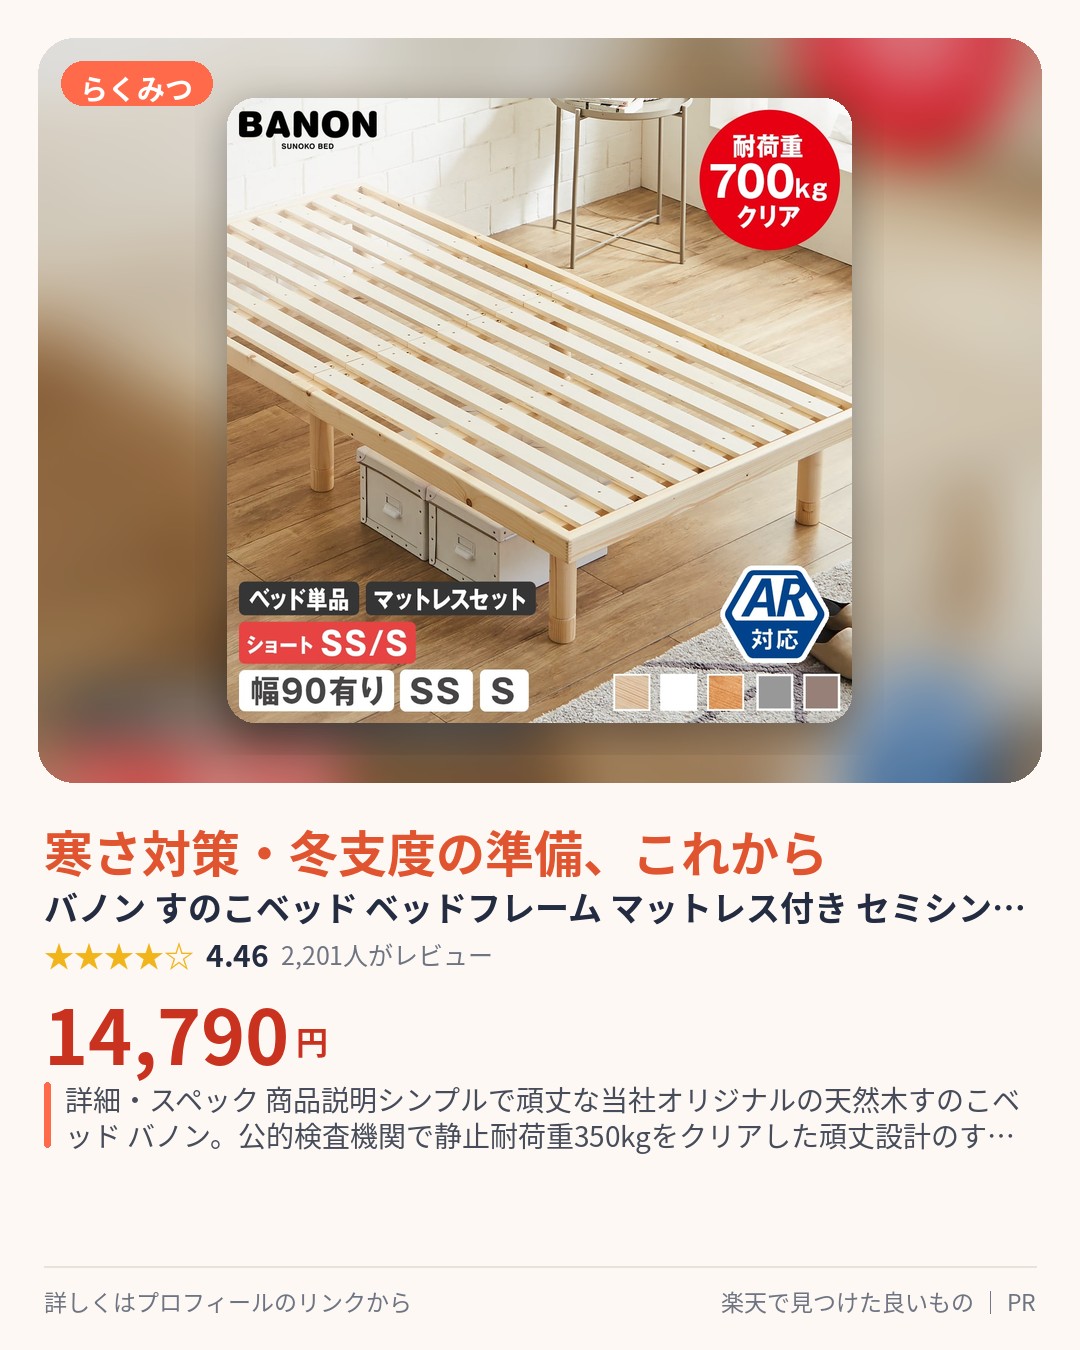 らくみつ
BANON
SUNOKO BED
耐荷重
700kg
クリア
ベッド単品 マットレスセット
ショート SS/S
幅90有り SS S
AR
対応
寒さ対策・冬支度の準備、これから
バノン すのこベッド ベッドフレーム マットレス付き セミシン…
★★★★☆ 4.46 2,201人がレビュー
14,790円
詳細・スペック 商品説明シンプルで頑丈な当社オリジナルの天然木すのこベ
ッド バノン。公的検査機関で静止耐荷重350kgをクリアした頑丈設計のす…
詳しくはプロフィールのリンクから
楽天で見つけた良いもの ｜ PR